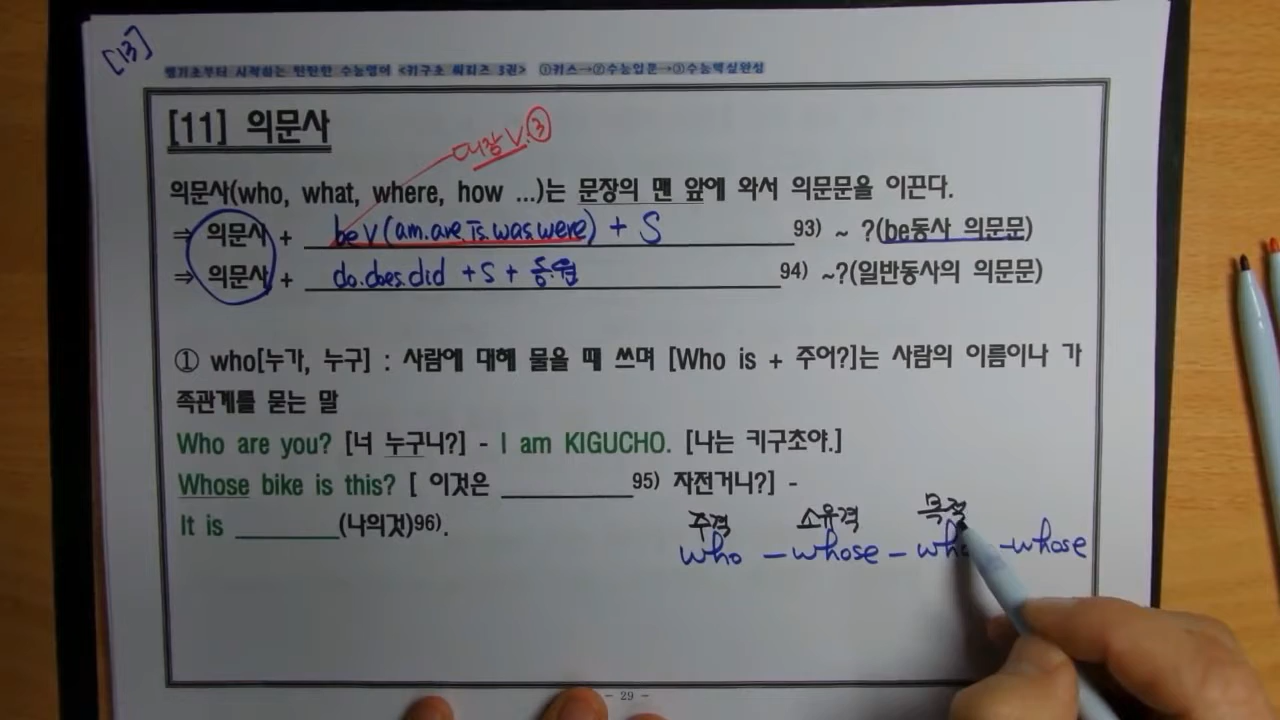 [13]
쌩기초부터 시작하는 탄탄한 수능영어 <키구초 씨리즈 3권> ①키스→②수능입문→③수능핵심완성
[11] 의문사
V.③
의문사(who, what, where, how ...)는 문장의 맨 앞에 와서 의문문을 이끈다.
⇒ 의문사 + be V (am.are.is.was.were) + S 93) ~ ?(be동사 의문문)
⇒ 의문사 + do.does.did + S + 동.원 94) ~?(일반동사의 의문문)
① who[누가, 누구] : 사람에 대해 물을 때 쓰며 [Who is + 주어?]는 사람의 이름이나 가
족관계를 묻는 말
Who are you? [너 누구니?] - I am KIGUCHO. [나는 키구초야.]
Whose bike is this? [ 이것은 __________95) 자전거니?] -
It is ________(나의것)96).
주격 소유격 목적
who - whose - who - whose
- 29 -